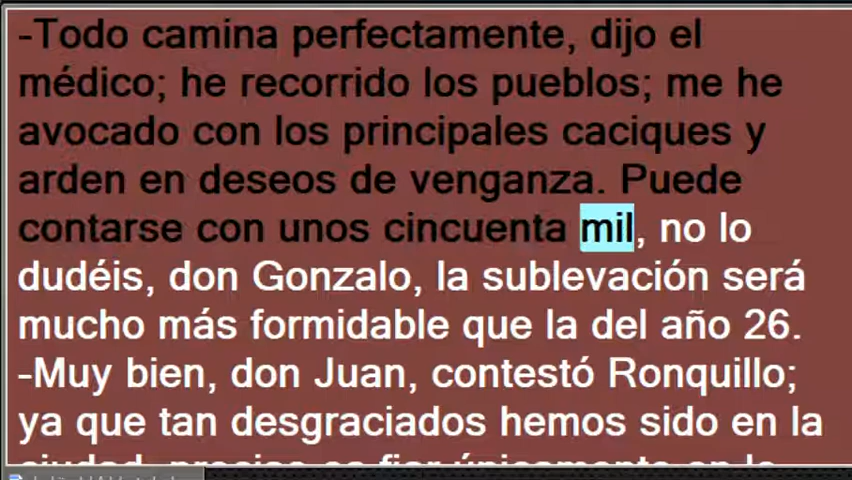 -Todo camina perfectamente, dijo el
médico; he recorrido los pueblos; me he
avocado con los principales caciques y
arden en deseos de venganza. Puede
contarse con unos cincuenta mil, no lo
dudéis, don Gonzalo, la sublevación será
mucho más formidable que la del año 26.
-Muy bien, don Juan, contestó Ronquillo;
ya que tan desgraciados hemos sido en la